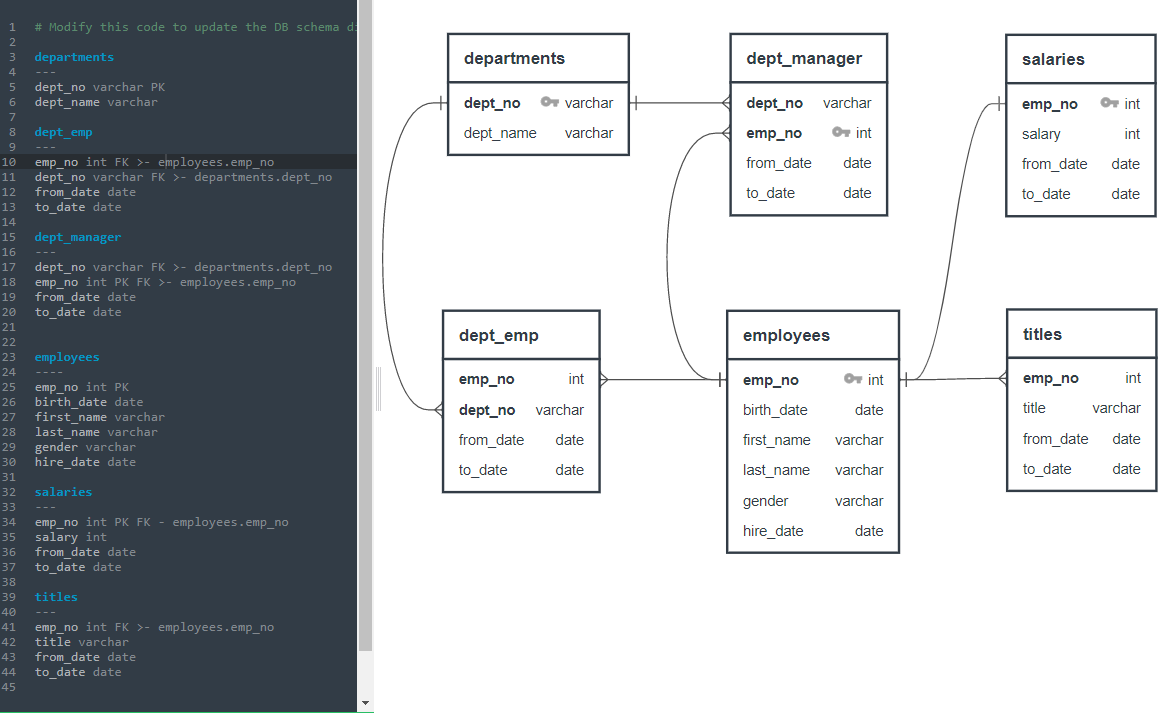 1 # Modify this code to update the DB schema di
2
3 departments
4 ---
5 dept_no varchar PK
6 dept_name varchar
7
8 dept_emp
9 ---
10 emp_no int FK >- employees.emp_no
11 dept_no varchar FK >- departments.dept_no
12 from_date date
13 to_date date
14
15 dept_manager
16 ---
17 dept_no varchar FK >- departments.dept_no
18 emp_no int PK FK >- employees.emp_no
19 from_date date
20 to_date date
21
22
23 employees
24 ----
25 emp_no int PK
26 birth_date date
27 first_name varchar
28 last_name varchar
29 gender varchar
30 hire_date date
31
32 salaries
33 ---
34 emp_no int PK FK - employees.emp_no
35 salary int
36 from_date date
37 to_date date
38
39 titles
40 ---
41 emp_no int FK >- employees.emp_no
42 title varchar
43 from_date date
44 to_date date
45
departments
dept_no varchar
dept_name varchar
dept_manager
dept_no varchar
emp_no int
from_date date
to_date date
salaries
emp_no int
salary int
from_date date
to_date date
dept_emp
emp_no int
dept_no varchar
from_date date
to_date date
employees
emp_no int
birth_date date
first_name varchar
last_name varchar
gender varchar
hire_date date
titles
emp_no int
title varchar
from_date date
to_date date